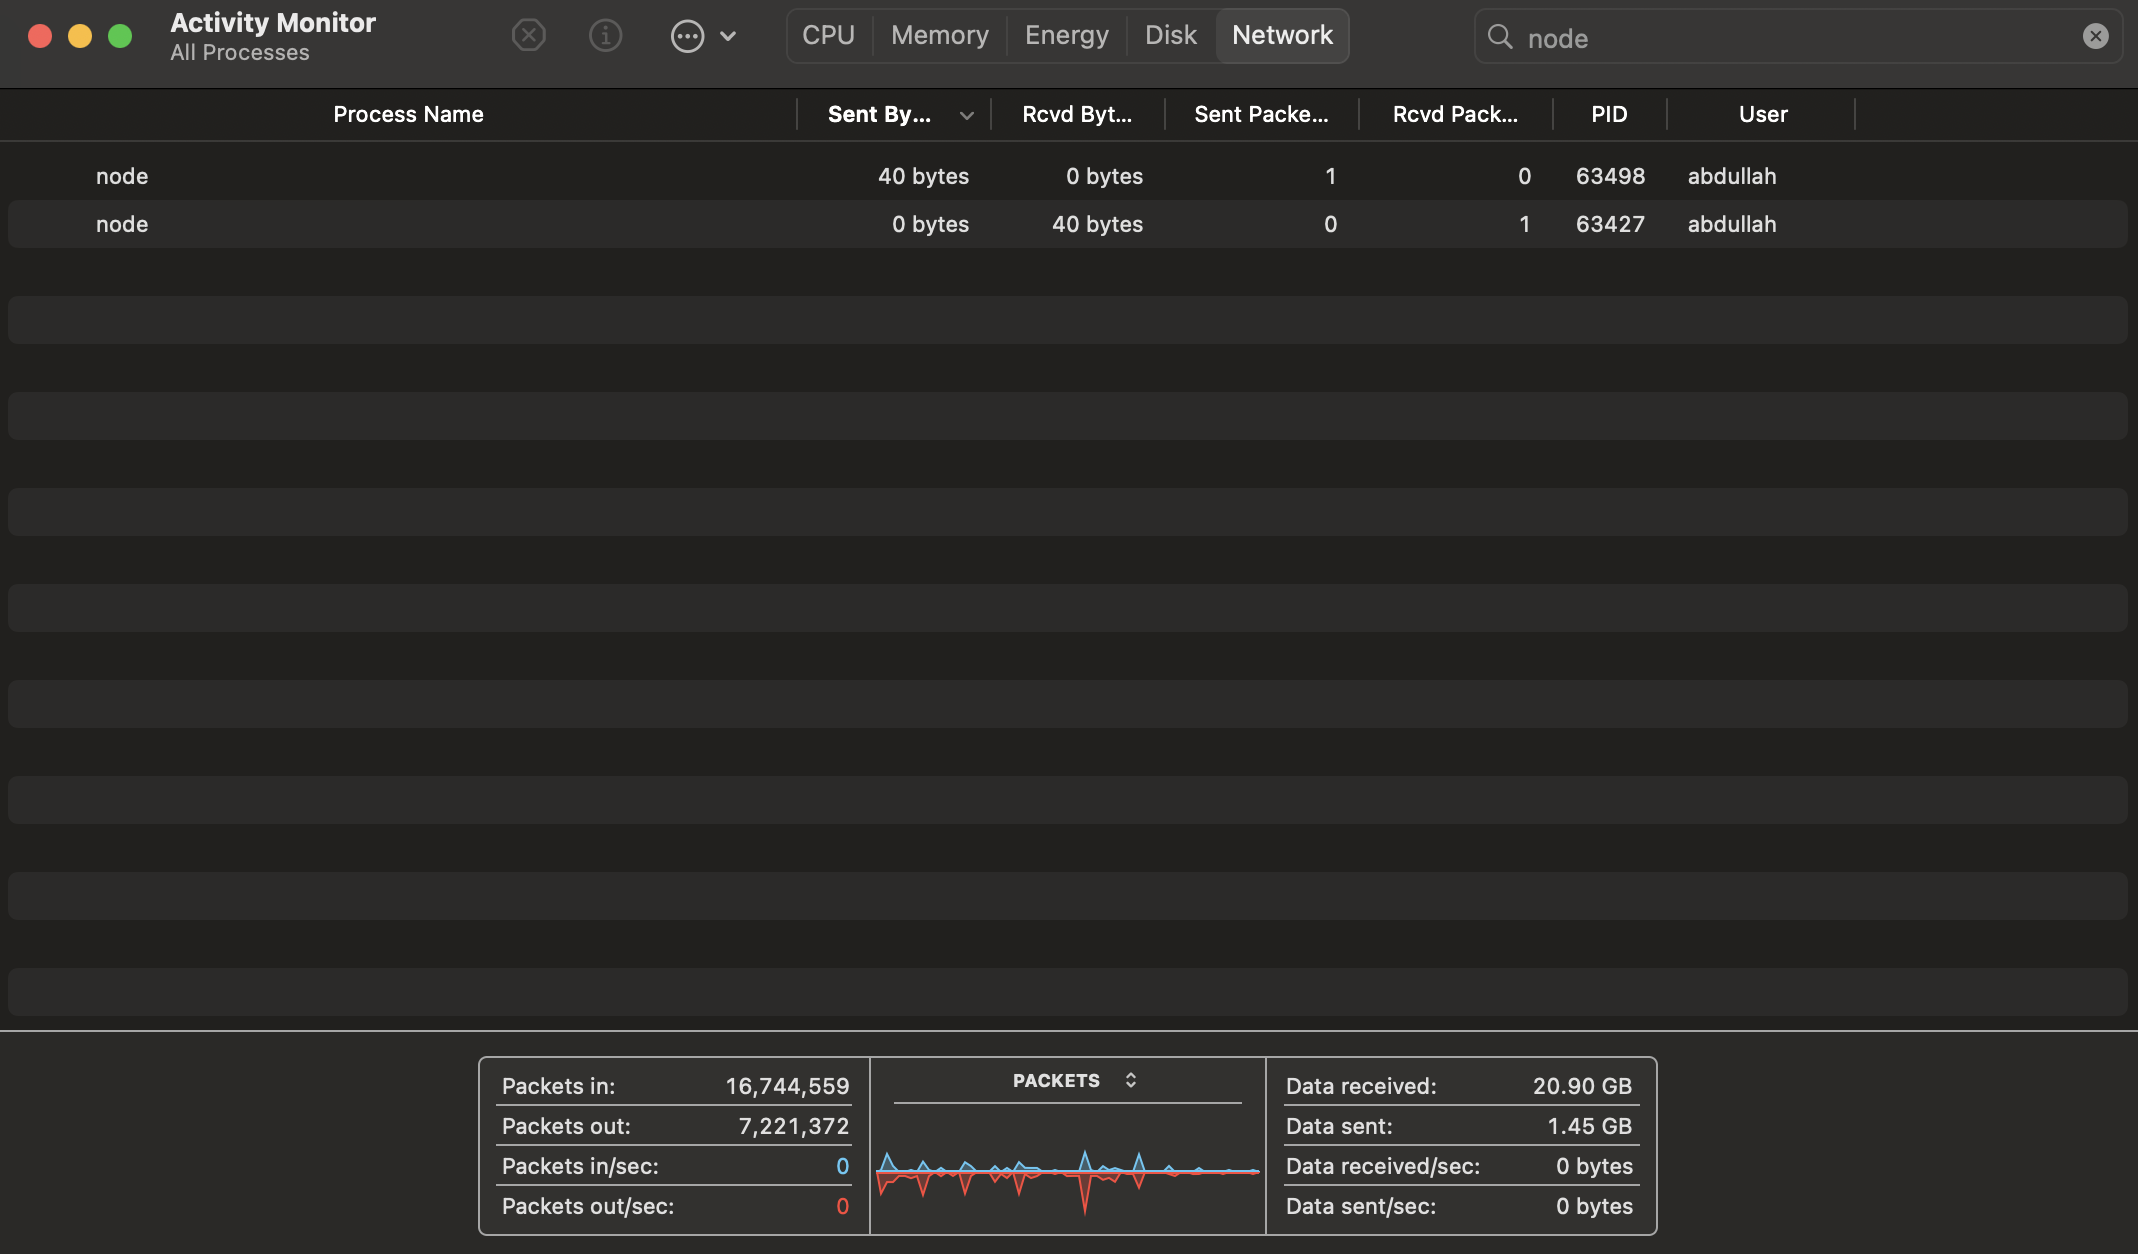 Activity Monitor
All Processes
CPU Memory Energy Disk Network
node
Process Name Sent By... Rcvd Byt... Sent Packe... Rcvd Pack... PID User
node 40 bytes 0 bytes 1 0 63498 abdullah
node 0 bytes 40 bytes 0 1 63427 abdullah
Packets in: 16,744,559
Packets out: 7,221,372
Packets in/sec: 0
Packets out/sec: 0
PACKETS
Data received: 20.90 GB
Data sent: 1.45 GB
Data received/sec: 0 bytes
Data sent/sec: 0 bytes